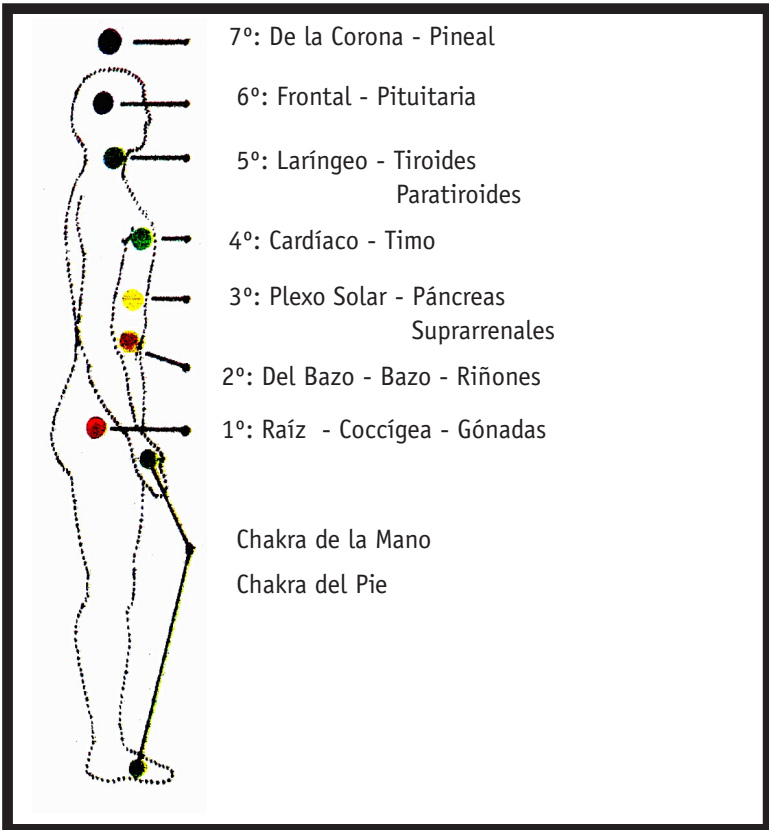 7º: De la Corona - Pineal
6º: Frontal - Pituitaria
5º: Laríngeo - Tiroides
Paratiroides
4º: Cardíaco - Timo
3º: Plexo Solar - Páncreas
Suprarrenales
2º: Del Bazo - Bazo - Riñones
1º: Raíz - Coccígea - Gónadas
Chakra de la Mano
Chakra del Pie